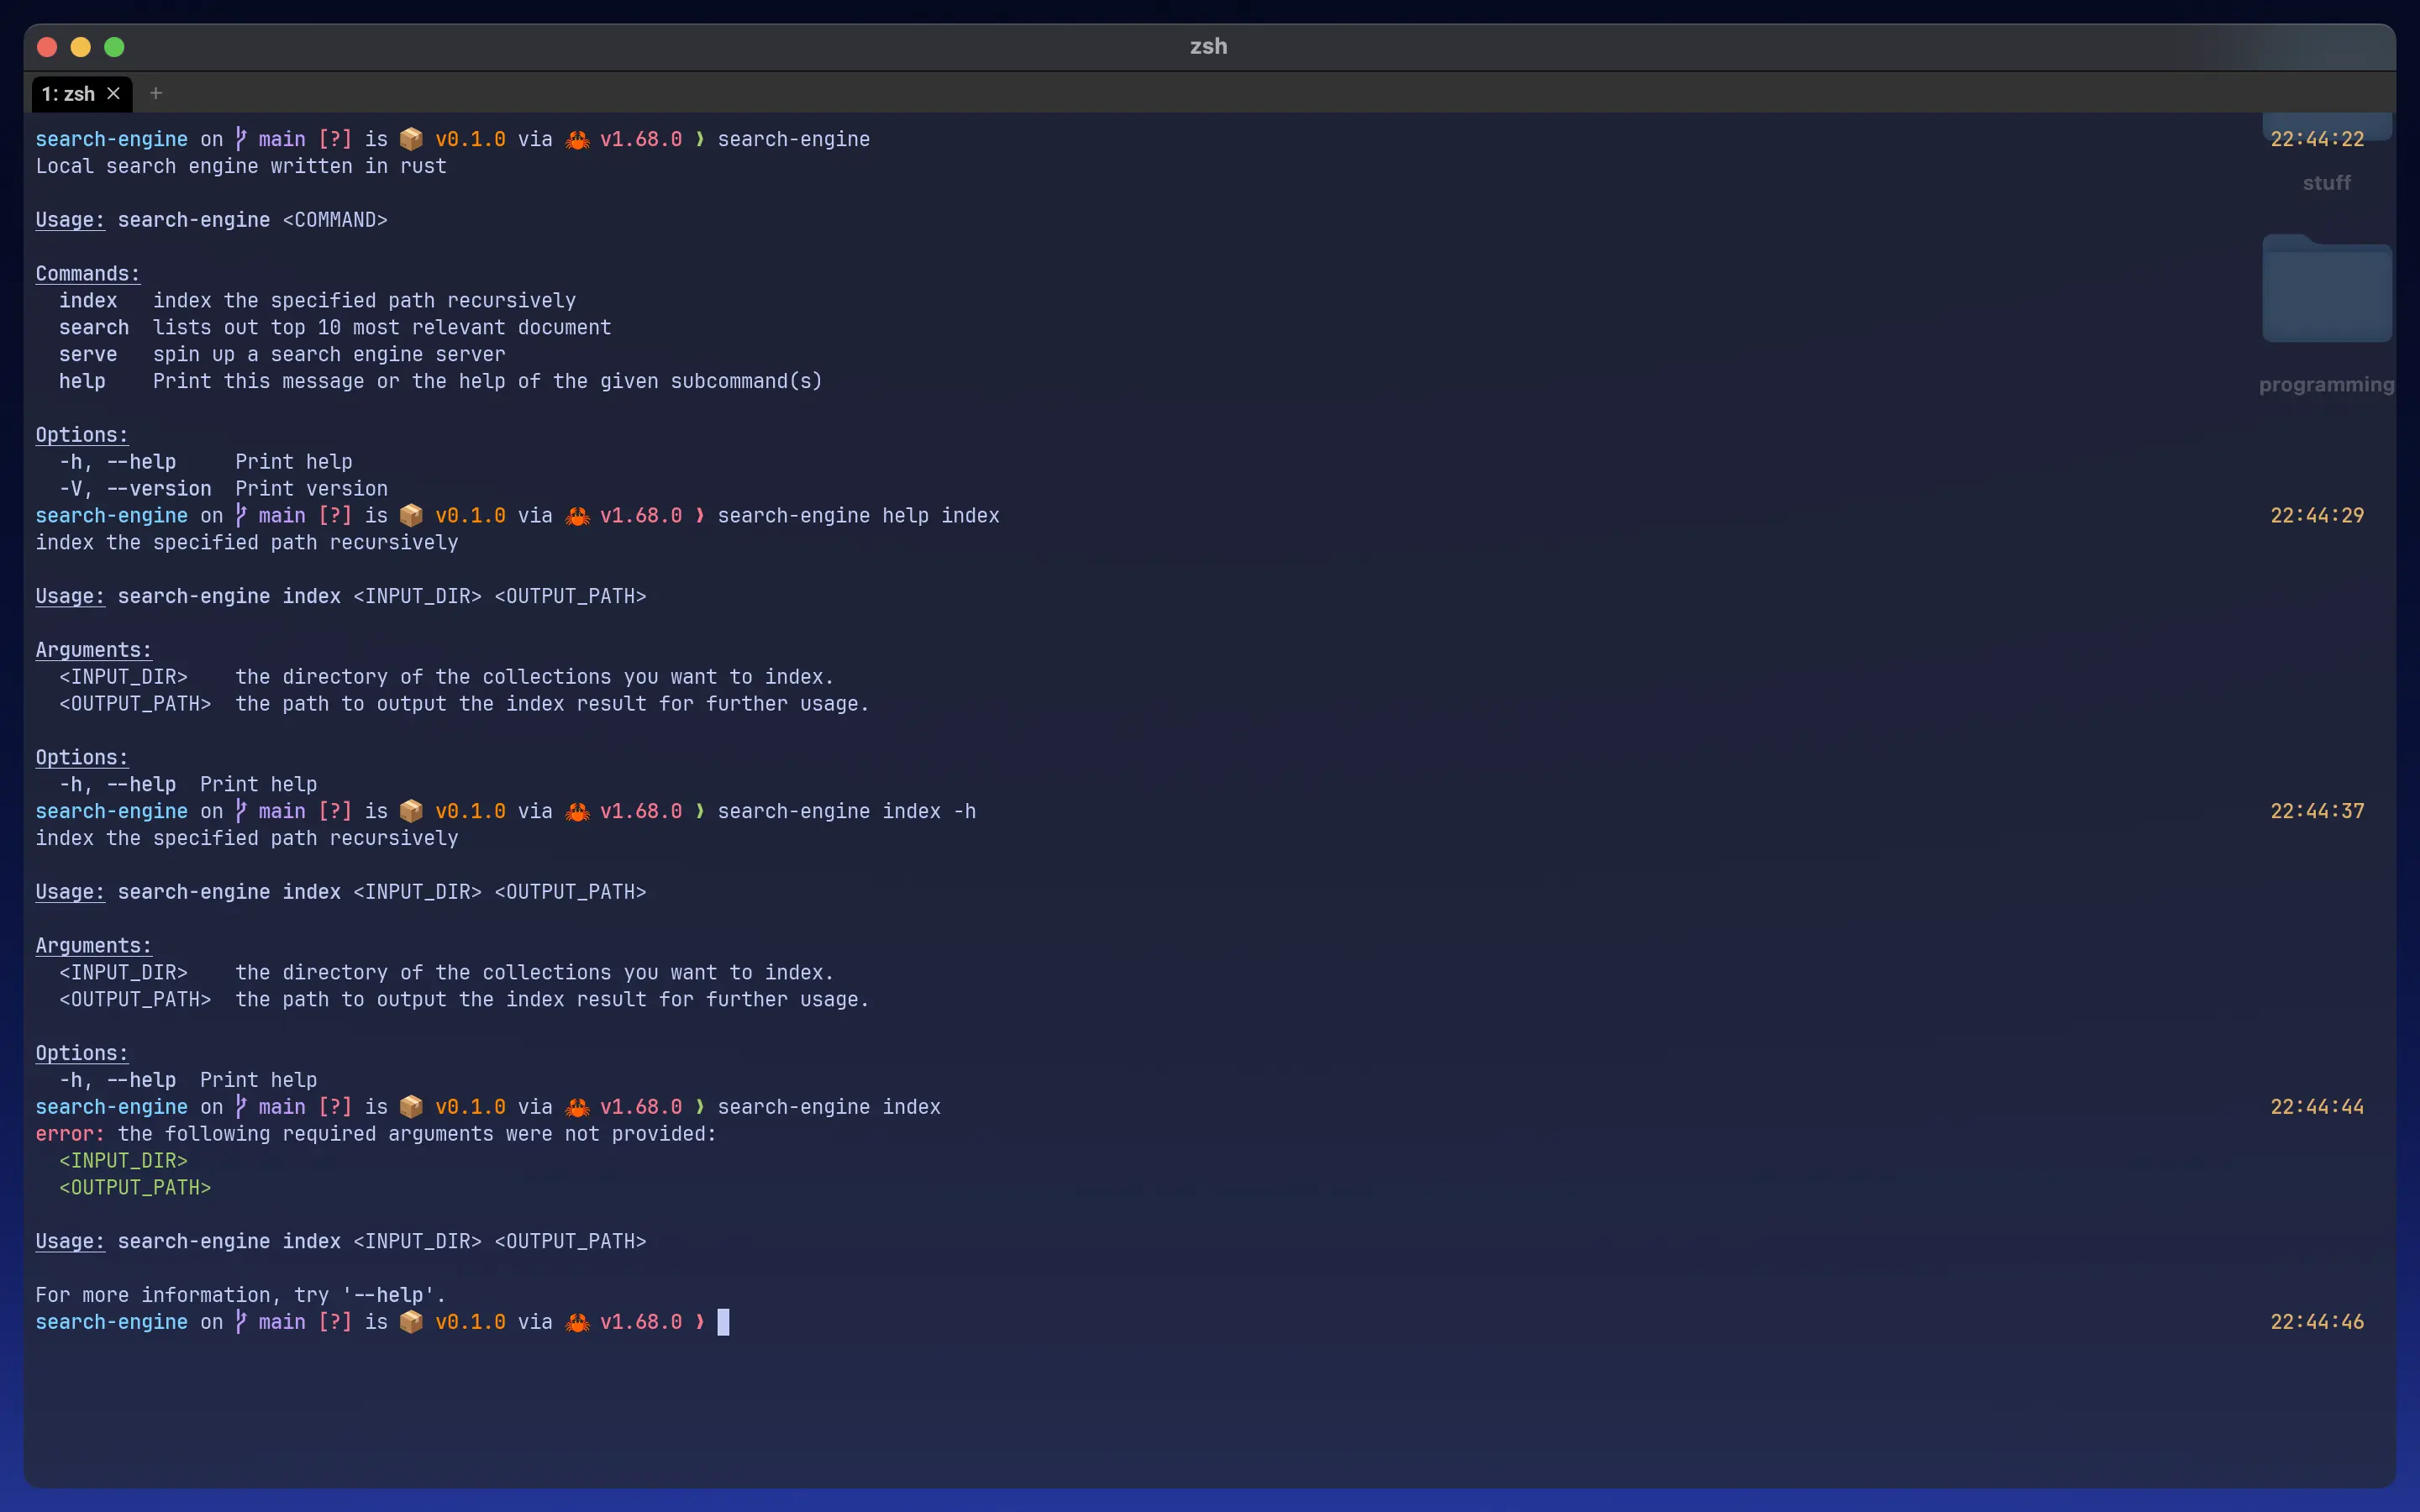 zsh
1: zsh × +
search-engine on main [?] is 📦 v0.1.0 via 🦀 v1.68.0 ❯ search-engine 22:44:22
Local search engine written in rust
stuff
Usage: search-engine <COMMAND>
Commands:
index index the specified path recursively
search lists out top 10 most relevant document
serve spin up a search engine server
help Print this message or the help of the given subcommand(s)
programming
Options:
-h, --help Print help
-V, --version Print version
search-engine on main [?] is 📦 v0.1.0 via 🦀 v1.68.0 ❯ search-engine help index 22:44:29
index the specified path recursively
Usage: search-engine index <INPUT_DIR> <OUTPUT_PATH>
Arguments:
<INPUT_DIR> the directory of the collections you want to index.
<OUTPUT_PATH> the path to output the index result for further usage.
Options:
-h, --help Print help
search-engine on main [?] is 📦 v0.1.0 via 🦀 v1.68.0 ❯ search-engine index -h 22:44:37
index the specified path recursively
Usage: search-engine index <INPUT_DIR> <OUTPUT_PATH>
Arguments:
<INPUT_DIR> the directory of the collections you want to index.
<OUTPUT_PATH> the path to output the index result for further usage.
Options:
-h, --help Print help
search-engine on main [?] is 📦 v0.1.0 via 🦀 v1.68.0 ❯ search-engine index 22:44:44
error: the following required arguments were not provided:
<INPUT_DIR>
<OUTPUT_PATH>
Usage: search-engine index <INPUT_DIR> <OUTPUT_PATH>
For more information, try '--help'.
search-engine on main [?] is 📦 v0.1.0 via 🦀 v1.68.0 ❯ 22:44:46